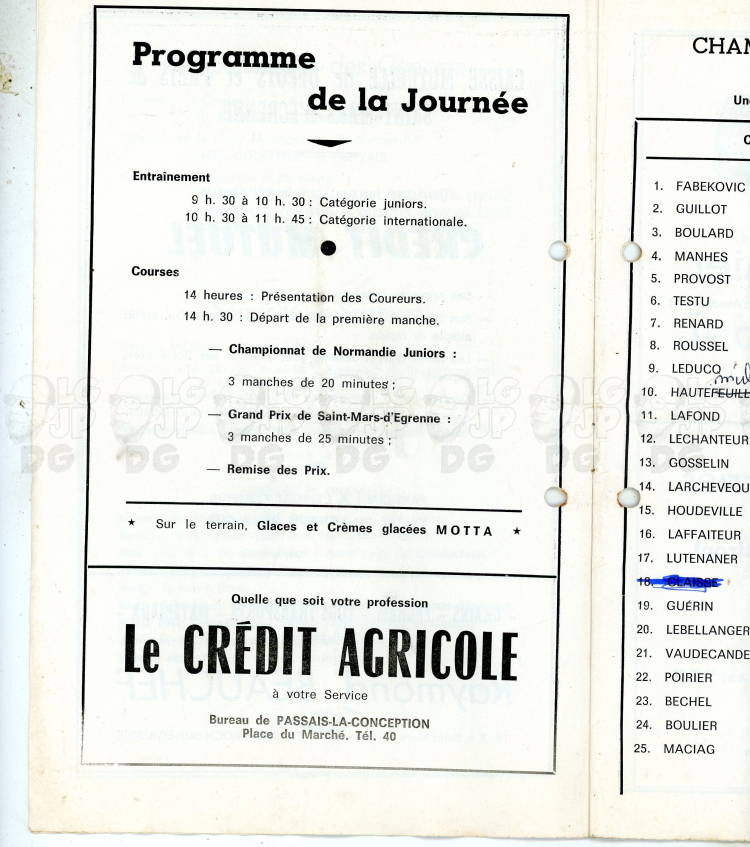 Programme
de la Journée
Entraînement
9 h. 30 à 10 h. 30 : Catégorie juniors.
10 h. 30 à 11 h. 45 : Catégorie internationale.
Courses
14 heures : Présentation des Coureurs.
14 h. 30 : Départ de la première manche.
— Championnat de Normandie Juniors :
3 manches de 20 minutes ;
— Grand Prix de Saint-Mars-d'Egrenne :
3 manches de 25 minutes ;
— Remise des Prix.
★ Sur le terrain, Glaces et Crèmes glacées MOTTA ★
Quelle que soit votre profession
Le CRÉDIT AGRICOLE
à votre Service
Bureau de PASSAIS-LA-CONCEPTION
Place du Marché. Tél. 40
CHAM
Un
C
1. FABEKOVIC
2. GUILLOT
3. BOULARD
4. MANHES
5. PROVOST
6. TESTU
7. RENARD
8. ROUSSEL
9. LEDUCQ
10. HAUTEFEUILL
11. LAFOND
12. LECHANTEUR
13. GOSSELIN
14. LARCHEVEQU
15. HOUDEVILLE
16. LAFFAITEUR
17. LUTENANER
18. CLAISSE
19. GUÉRIN
20. LEBELLANGER
21. VAUDECANDE
22. POIRIER
23. BECHEL
24. BOULIER
25. MACIAG
LG JP DG